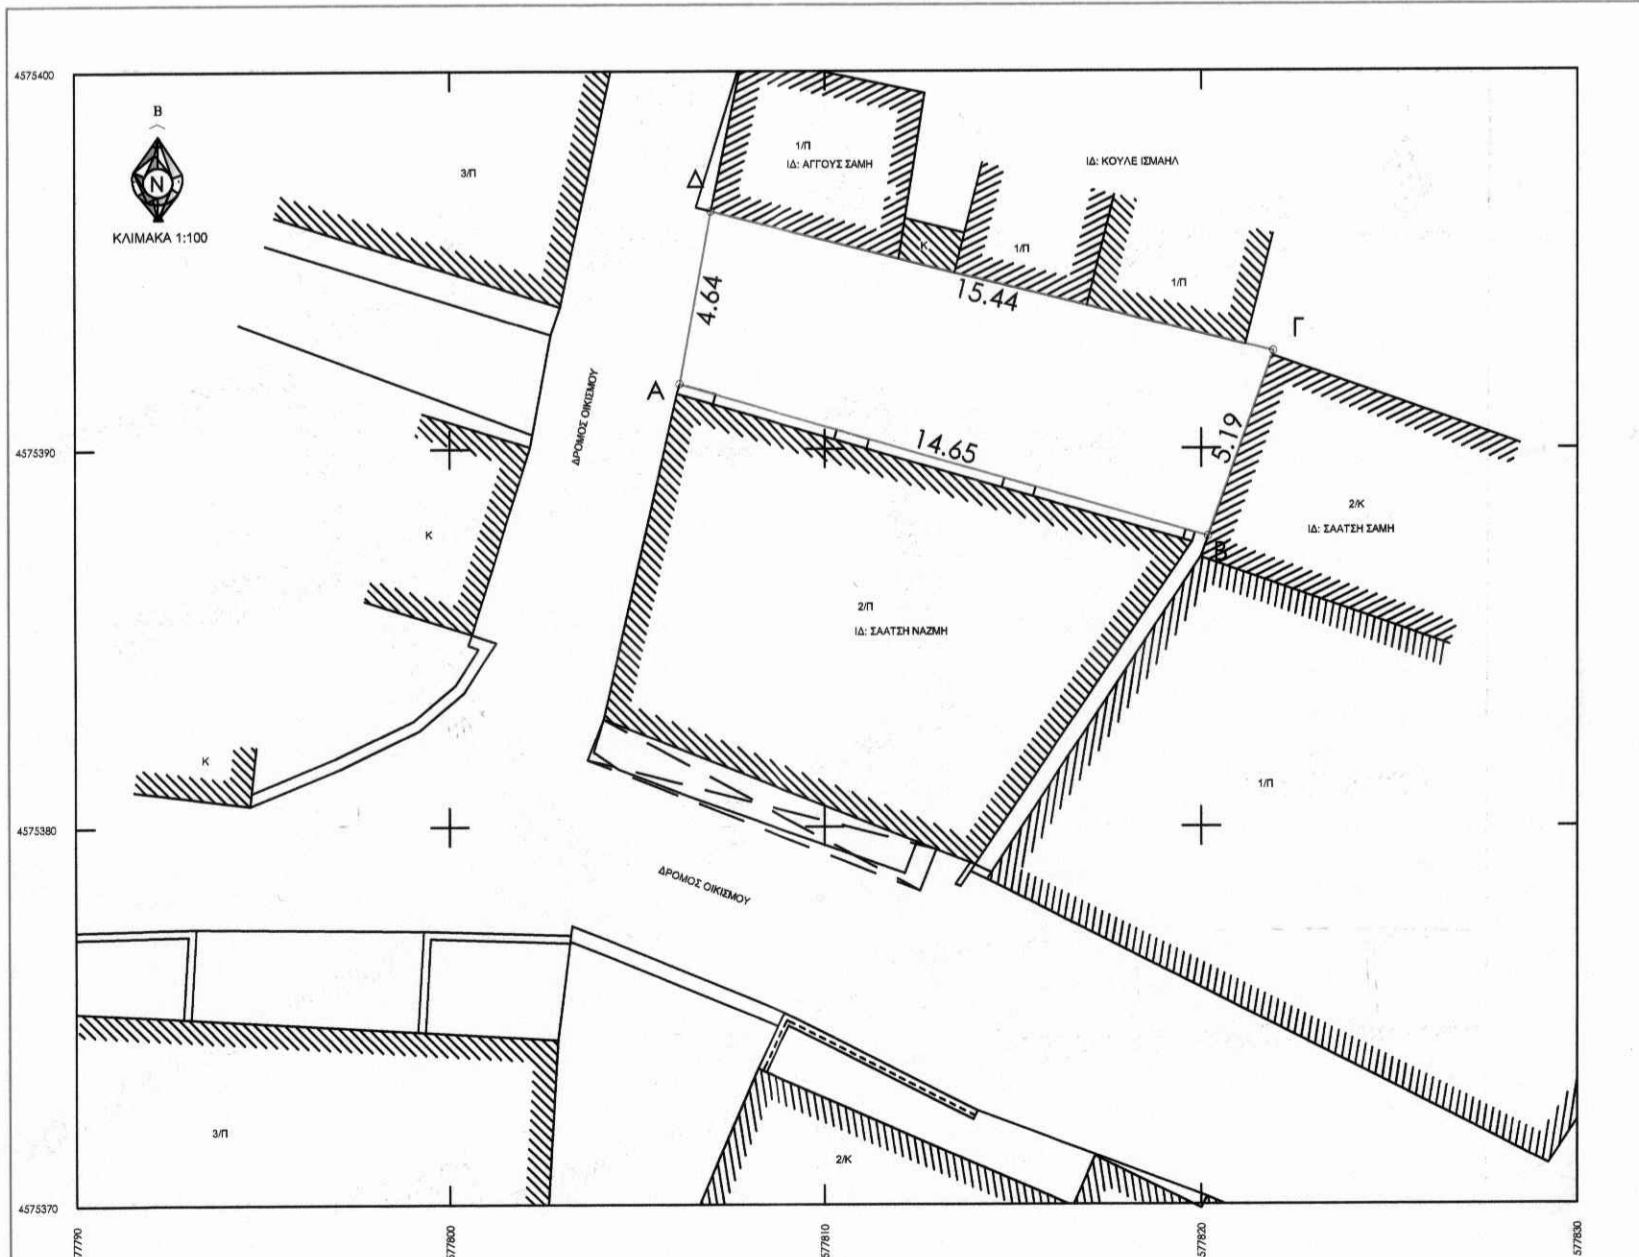 4575400
Β
N
ΚΛΙΜΑΚΑ 1:100
3/Π
1/Π
ΙΔ: ΑΓΓΟΥΣ ΣΑΜΗ
ΙΔ: ΚΟΥΛΕ ΙΣΜΑΗΛ
Δ
Κ
1/Π
1/Π
4.64
15.44
Γ
Α
ΔΡΟΜΟΣ ΟΙΚΙΣΜΟΥ
14.65
5.19
4575390
2/Κ
ΙΔ: ΣΑΑΤΣΗ ΣΑΜΗ
Κ
Β
2/Π
ΙΔ: ΣΑΑΤΣΗ ΝΑΖΜΗ
Κ
1/Π
4575380
ΔΡΟΜΟΣ ΟΙΚΙΣΜΟΥ
3/Π
2/Κ
4575370
577800
577810
577820
577830